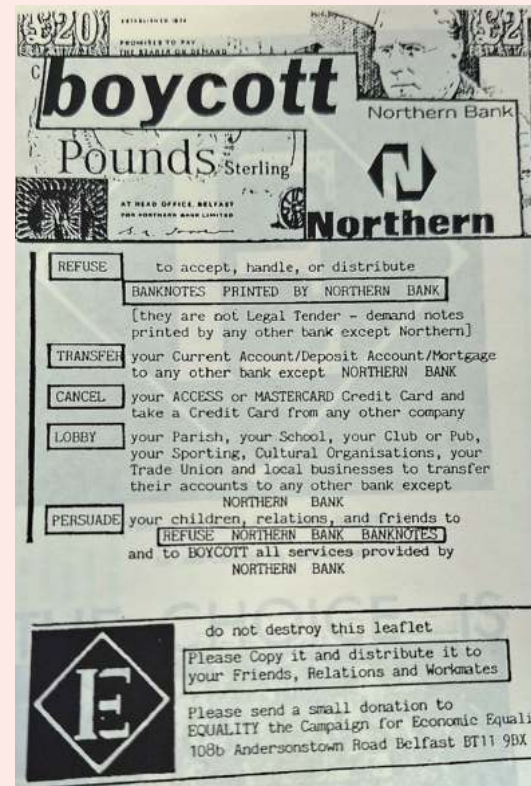 £20
ESTABLISHED 1824
PROMISES TO PAY
THE BEARER ON DEMAND
boycott
Northern Bank
Pounds Sterling
AT HEAD OFFICE, BELFAST
FOR NORTHERN BANK LIMITED
Northern
REFUSE to accept, handle, or distribute
BANKNOTES PRINTED BY NORTHERN BANK
[they are not Legal Tender - demand notes
printed by any other bank except Northern]
TRANSFER your Current Account/Deposit Account/Mortgage
to any other bank except NORTHERN BANK
CANCEL your ACCESS or MASTERCARD Credit Card and
take a Credit Card from any other company
LOBBY your Parish, your School, your Club or Pub,
your Sporting, Cultural Organisations, your
Trade Union and local businesses to transfer
their accounts to any other bank except
NORTHERN BANK
PERSUADE your children, relations, and friends to
REFUSE NORTHERN BANK BANKNOTES
and to BOYCOTT all services provided by
NORTHERN BANK
THE CHOICE IS
do not destroy this leaflet
Please Copy it and distribute it to
your Friends, Relations and Workmates
E
Please send a small donation to
EQUALITY the Campaign for Economic Equali
108b Andersonstown Road Belfast BT11 9BX